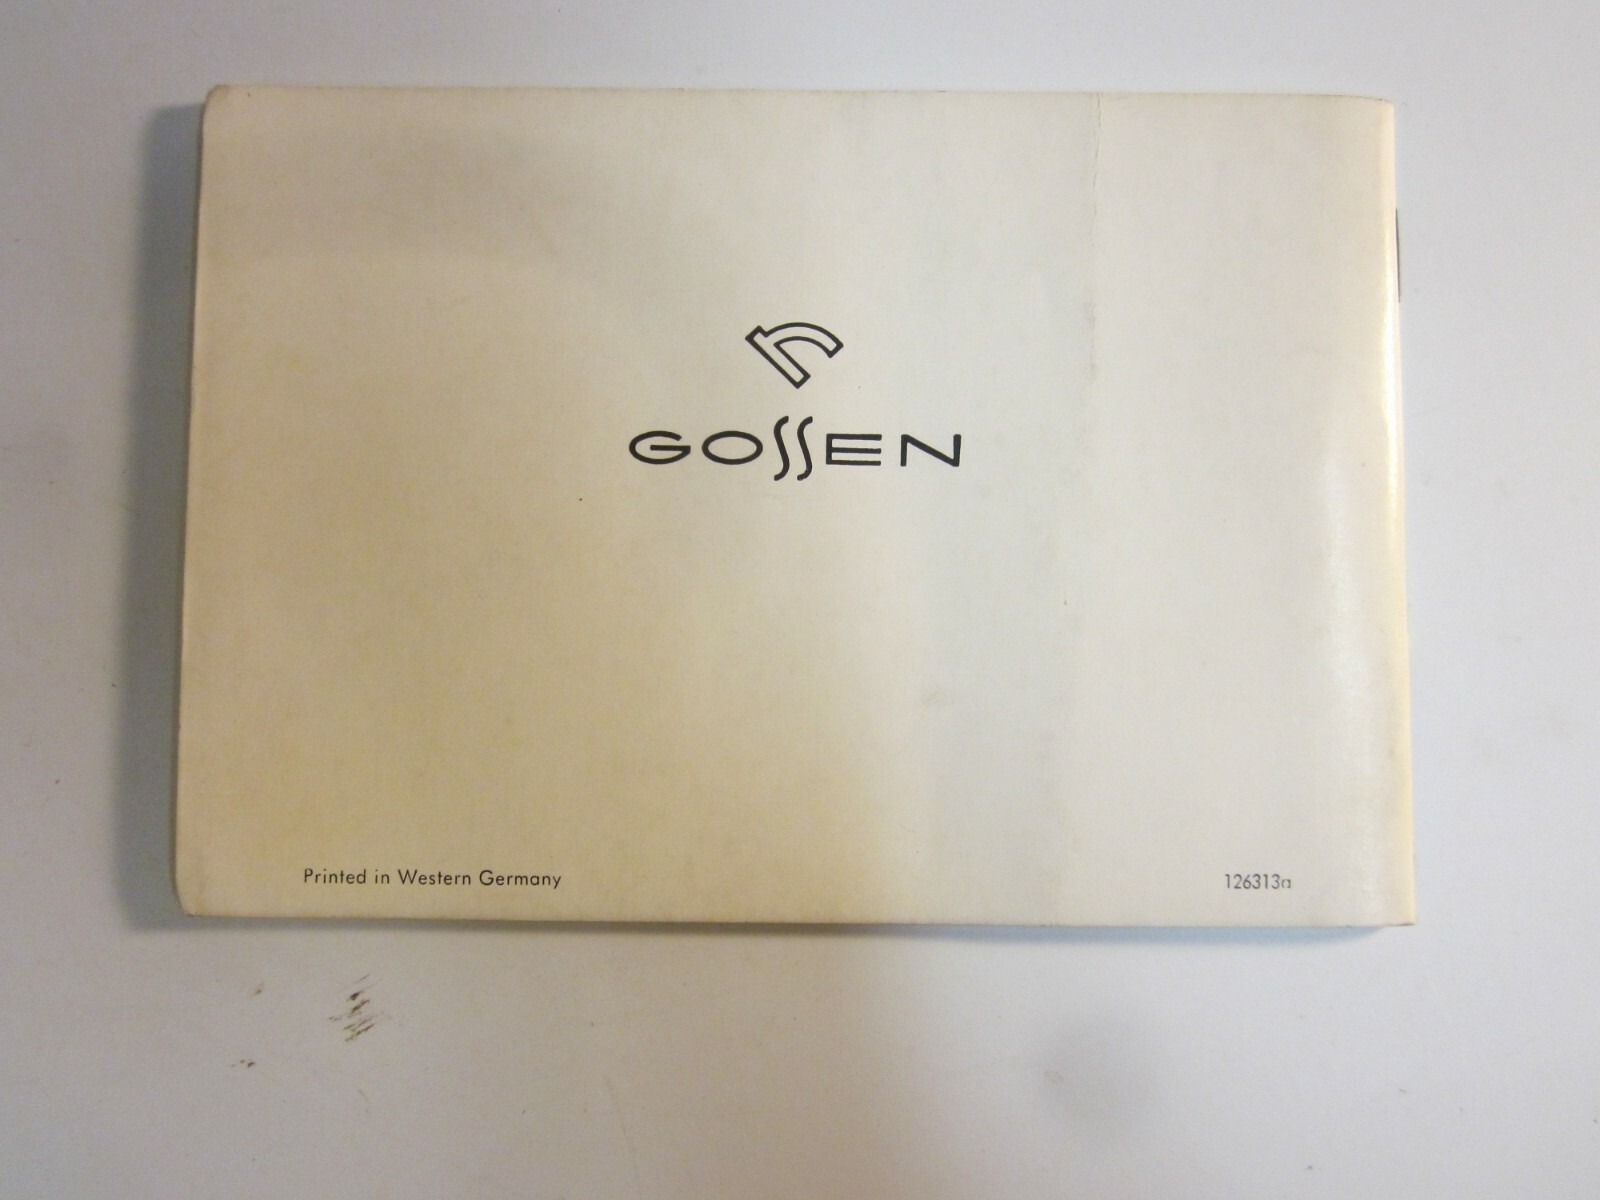 GOSSEN
Printed in Western Germany
126313a